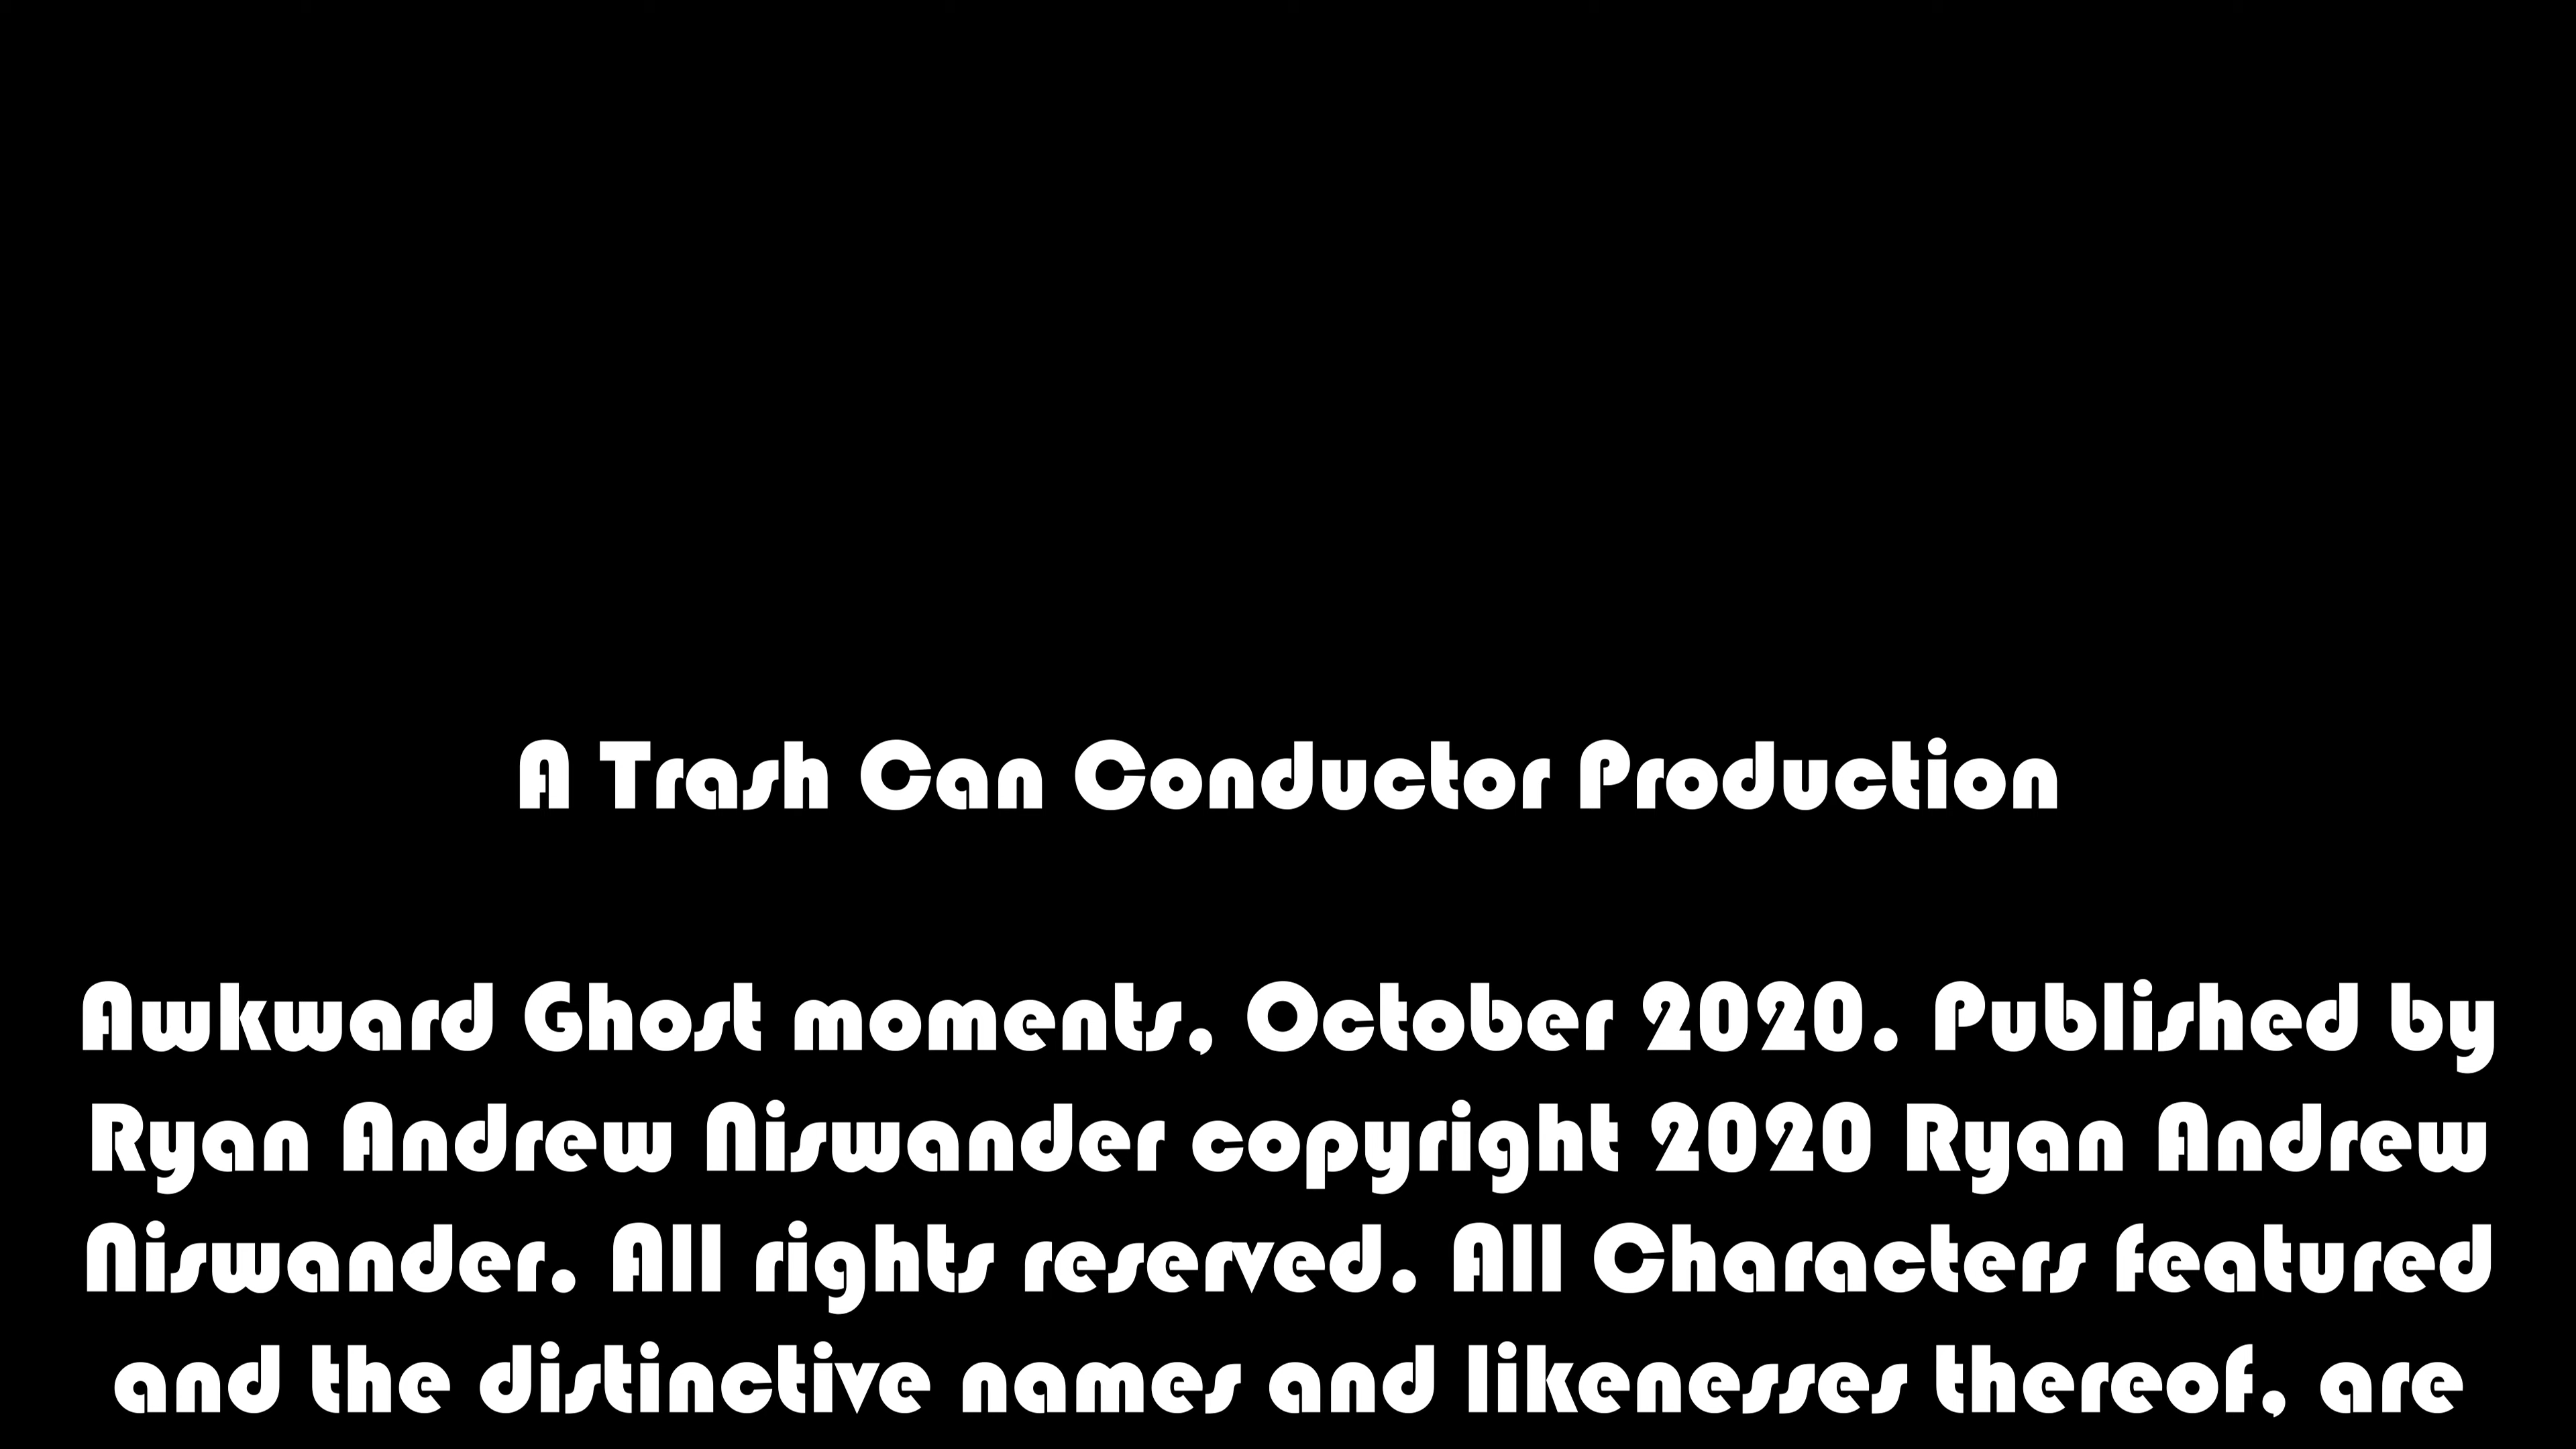 A Trash Can Conductor Production
Awkward Ghost moments, October 2020. Published by
Ryan Andrew Niswander copyright 2020 Ryan Andrew
Niswander. All rights reserved. All Characters featured
and the distinctive names and likenesses thereof, are